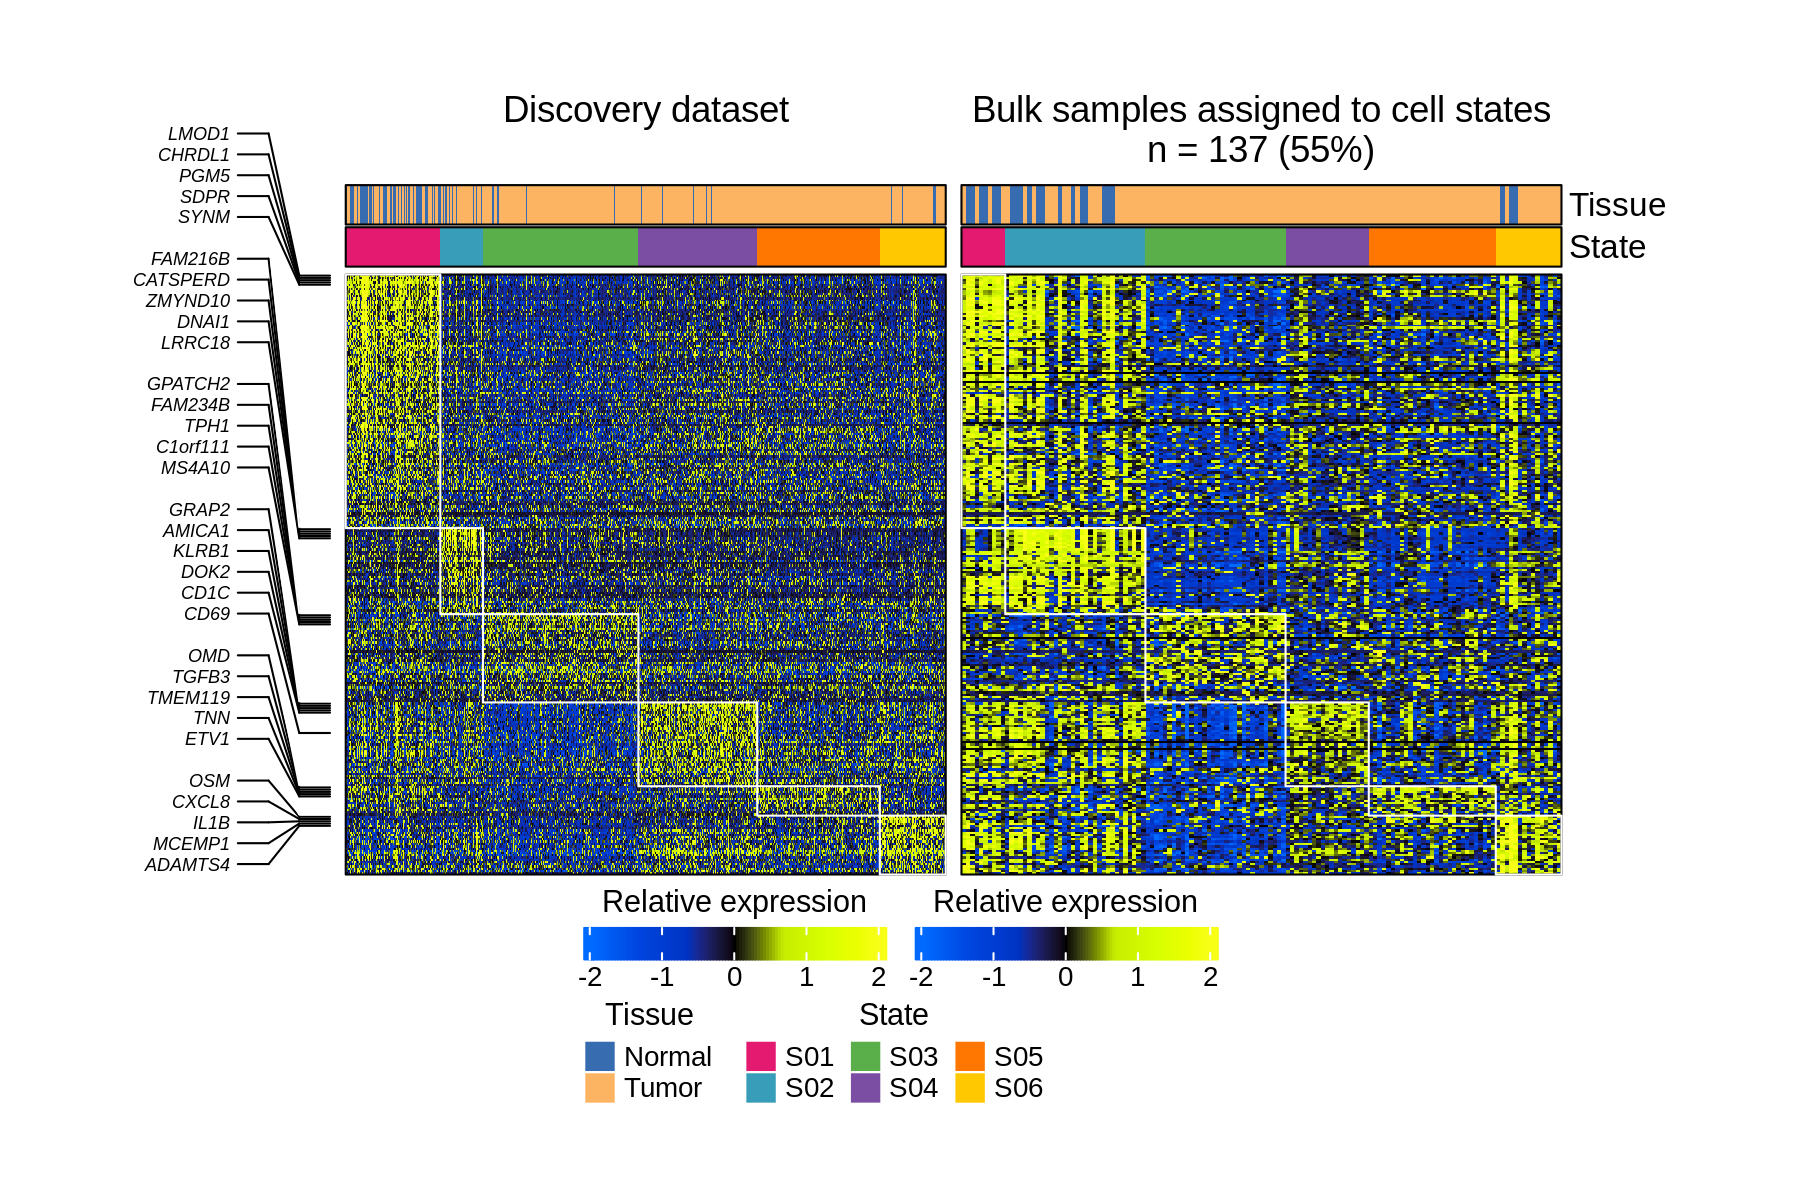 Discovery dataset
Bulk samples assigned to cell states
n = 137 (55%)
LMOD1
CHRDL1
PGM5
SDPR
SYNM
FAM216B
CATSPERD
ZMYND10
DNAI1
LRRC18
GPATCH2
FAM234B
TPH1
C1orf111
MS4A10
GRAP2
AMICA1
KLRB1
DOK2
CD1C
CD69
OMD
TGFB3
TMEM119
TNN
ETV1
OSM
CXCL8
IL1B
MCEMP1
ADAMTS4
Tissue
State
Relative expression Relative expression
-2 -1 0 1 2 -2 -1 0 1 2
Tissue State
Normal S01 S03 S05
Tumor S02 S04 S06